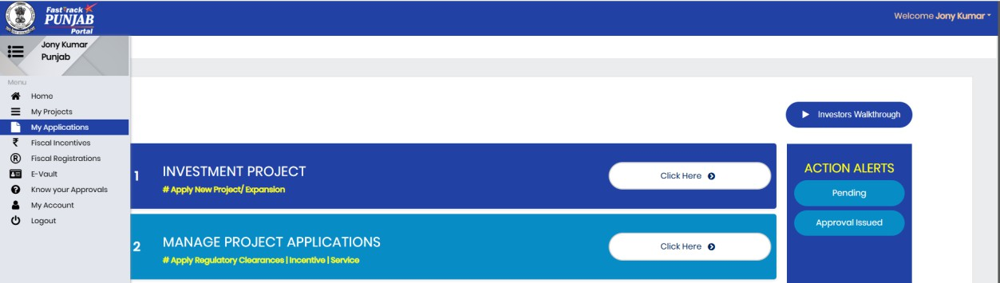 FastTrack
PUNJAB
Portal
Welcome Jony Kumar
Jony Kumar
Punjab
Menu
Home
My Projects
My Applications
Fiscal Incentives
Fiscal Registrations
E-Vault
Know your Approvals
My Account
Logout
Investors Walkthrough
1 INVESTMENT PROJECT
# Apply New Project/ Expansion
Click Here
2 MANAGE PROJECT APPLICATIONS
# Apply Regulatory Clearances | Incentive | Service
Click Here
ACTION ALERTS
Pending
Approval Issued